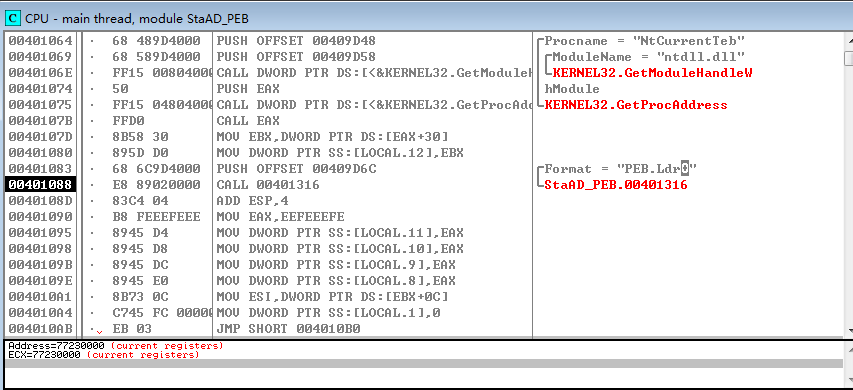 C CPU - main thread, module StaAD_PEB
00401064 · 68 489D4000 PUSH OFFSET 00409D48 Procname = "NtCurrentTeb"
00401069 · 68 589D4000 PUSH OFFSET 00409D58 ModuleName = "ntdll.dll"
0040106E · FF15 00804000 CALL DWORD PTR DS:[<&KERNEL32.GetModuleH KERNEL32.GetModuleHandleW
00401074 · 50 PUSH EAX hModule
00401075 · FF15 04804000 CALL DWORD PTR DS:[<&KERNEL32.GetProcAdd KERNEL32.GetProcAddress
0040107B · FFD0 CALL EAX
0040107D · 8B58 30 MOV EBX,DWORD PTR DS:[EAX+30]
00401080 · 895D D0 MOV DWORD PTR SS:[LOCAL.12],EBX
00401083 · 68 6C9D4000 PUSH OFFSET 00409D6C Format = "PEB.Ldr"
00401088 · E8 89020000 CALL 00401316 StaAD_PEB.00401316
0040108D · 83C4 04 ADD ESP,4
00401090 · B8 FEEEFEEE MOV EAX,EEFEEEFE
00401095 · 8945 D4 MOV DWORD PTR SS:[LOCAL.11],EAX
00401098 · 8945 D8 MOV DWORD PTR SS:[LOCAL.10],EAX
0040109B · 8945 DC MOV DWORD PTR SS:[LOCAL.9],EAX
0040109E · 8945 E0 MOV DWORD PTR SS:[LOCAL.8],EAX
004010A1 · 8B73 0C MOV ESI,DWORD PTR DS:[EBX+0C]
004010A4 · C745 FC 00000 MOV DWORD PTR SS:[LOCAL.1],0
004010AB · EB 03 JMP SHORT 004010B0
Address=77230000 (current registers)
ECX=77230000 (current registers)